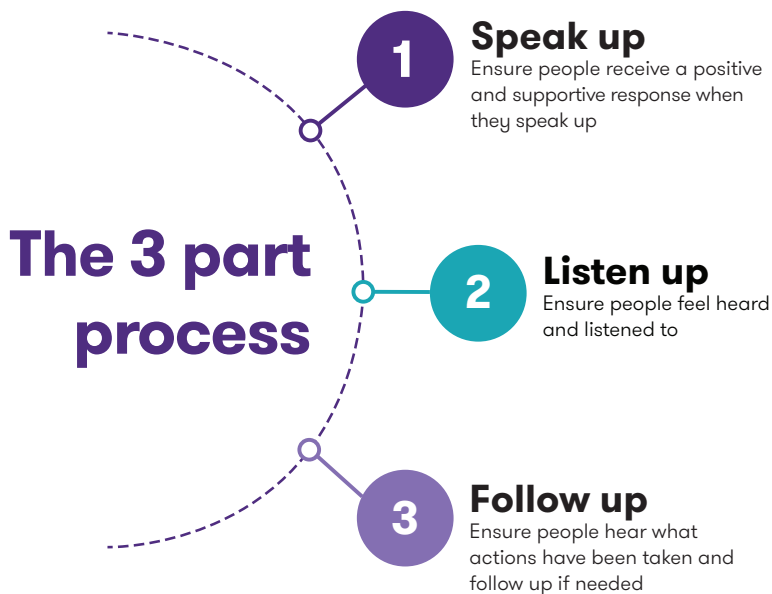 The 3 part
process
1
Speak up
Ensure people receive a positive
and supportive response when
they speak up
2
Listen up
Ensure people feel heard
and listened to
3
Follow up
Ensure people hear what
actions have been taken and
follow up if needed